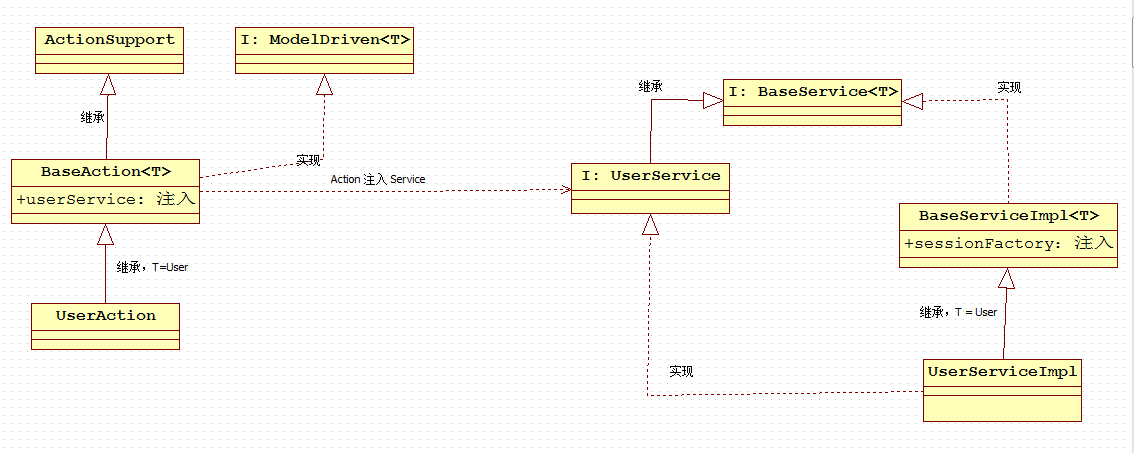 ActionSupport
I: ModelDriven<T>
继承
I: BaseService<T>
实现
继承
实现
BaseAction<T>
+userService: 注入
Action 注入 Service
I: UserService
BaseServiceImpl<T>
+sessionFactory: 注入
继承，T=User
UserAction
继承，T = User
实现
UserServiceImpl